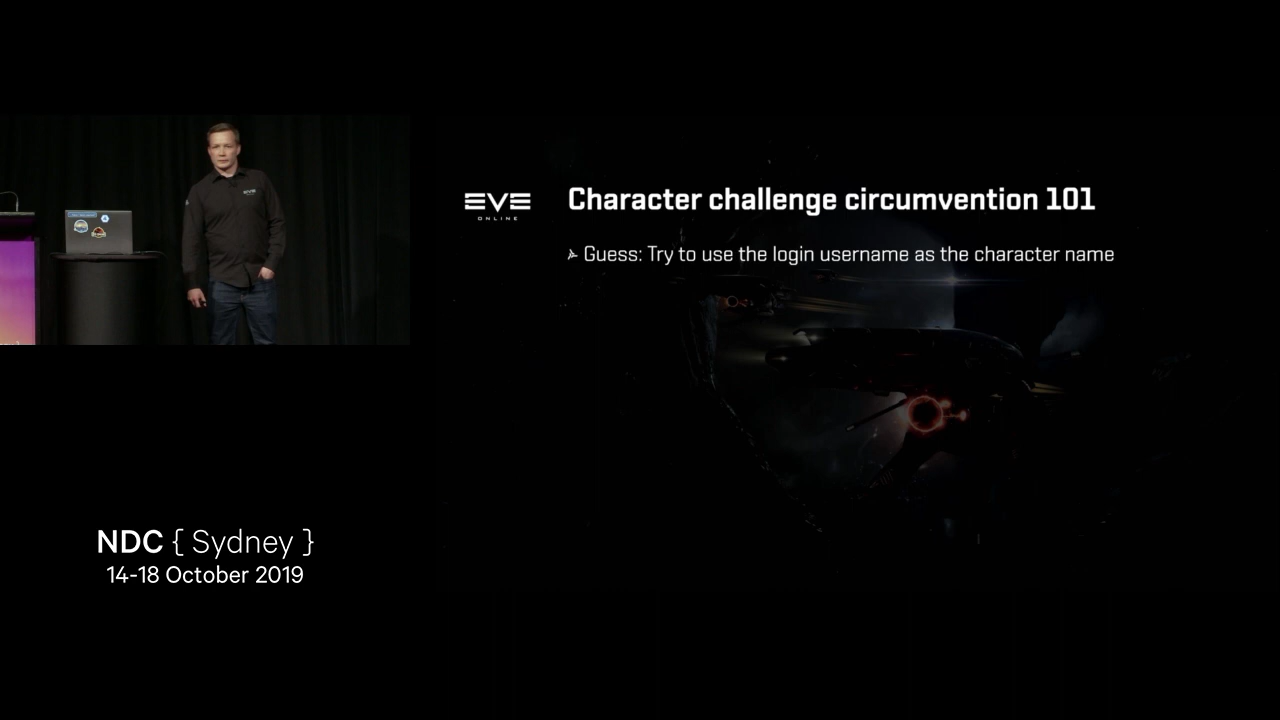 EVE
ONLINE
Character challenge circumvention 101
Guess: Try to use the login username as the character name
EVE
NDC { Sydney }
14-18 October 2019